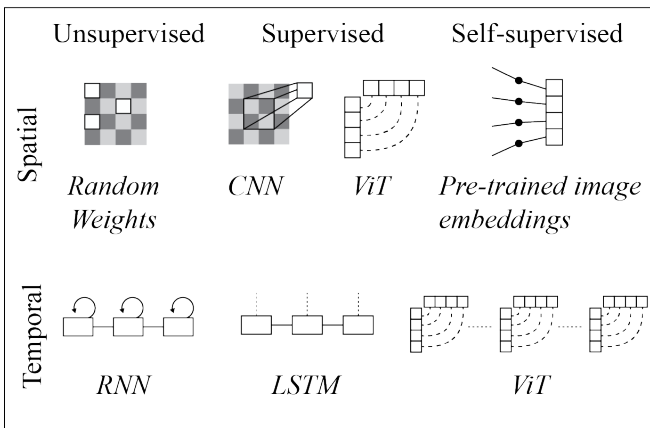 Unsupervised Supervised Self-supervised
Spatial
Random
Weights
CNN
ViT
Pre-trained image
embeddings
Temporal
RNN
LSTM
ViT